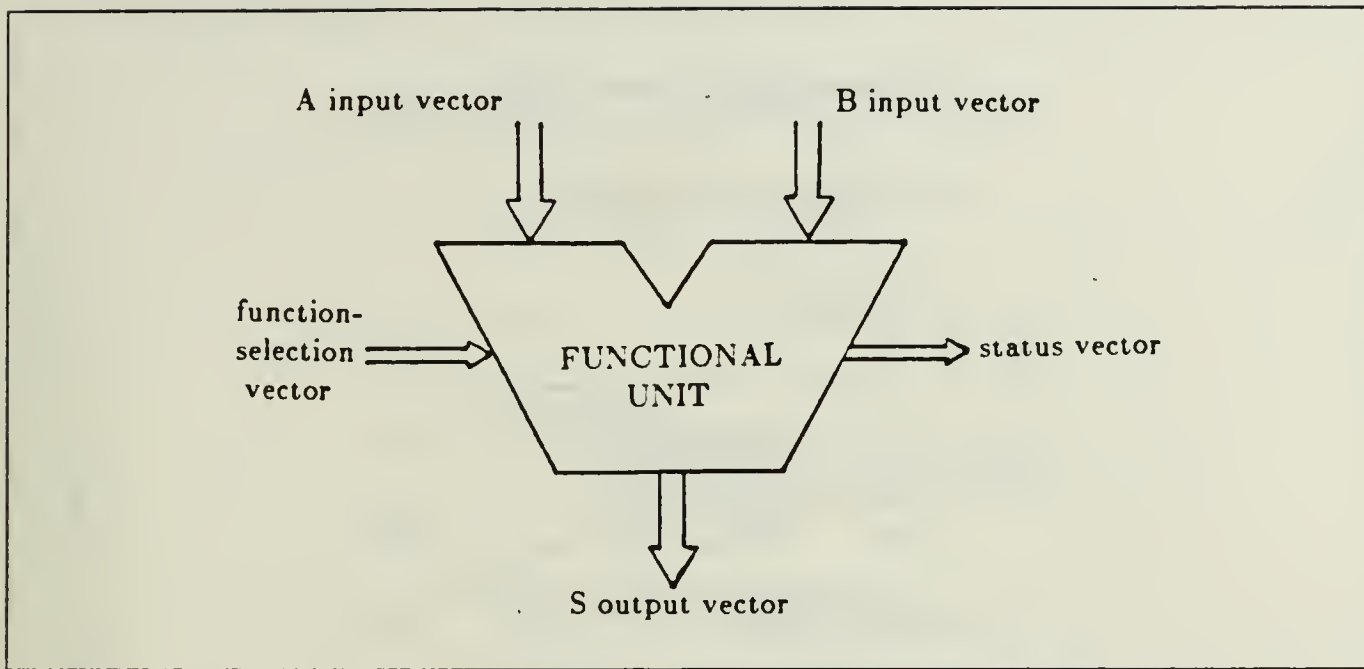 A input vector
B input vector
function-
selection
vector
FUNCTIONAL
UNIT
status vector
S output vector